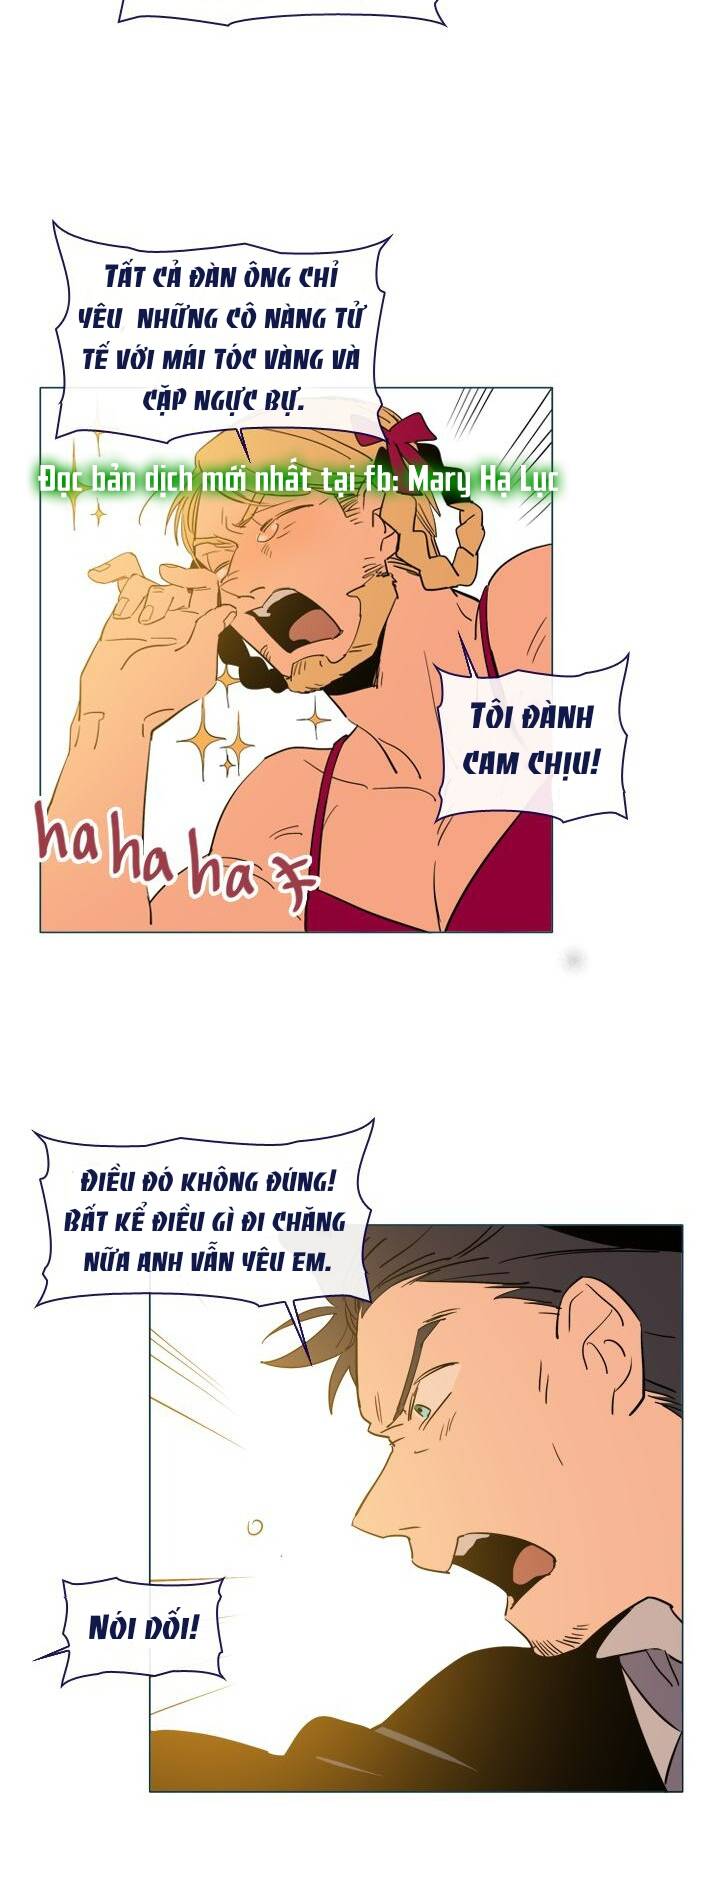 TẤT CẢ ĐÀN ÔNG CHỈ
YÊU NHỮNG CÔ NÀNG TỬ
TẾ VỚI MÁI TÓC VÀNG VÀ
CẶP NGỰC BỰ.
Đọc bản dịch mới nhất tại fb: Mary Hạ Lục
TÔI ĐÀNH
CAM CHỊU!
ha ha ha
ĐIỀU ĐÓ KHÔNG ĐÚNG!
BẤT KỂ ĐIỀU GÌ ĐI CHĂNG
NỮA ANH VẪN YÊU EM.
NÓI DỐI!